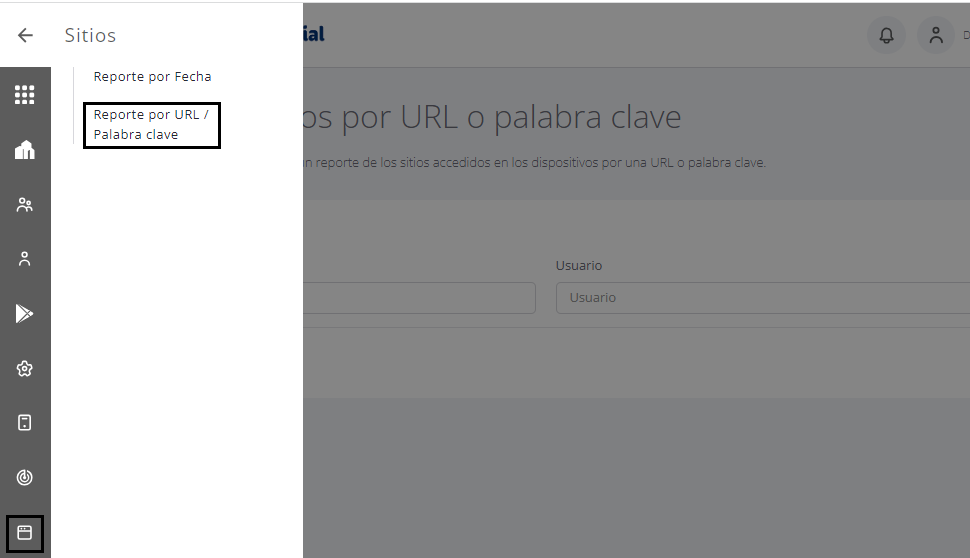 Sitios
ial
D
Reporte por Fecha
Reporte por URL /
Palabra clave
os por URL o palabra clave
un reporte de los sitios accedidos en los dispositivos por una URL o palabra clave.
Usuario
Usuario